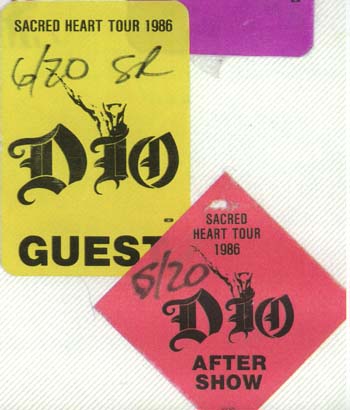 SACRED HEART TOUR 1986
6/20 SR
DIO
GUEST
SACRED
HEART TOUR
1986
6/20
DIO
AFTER
SHOW